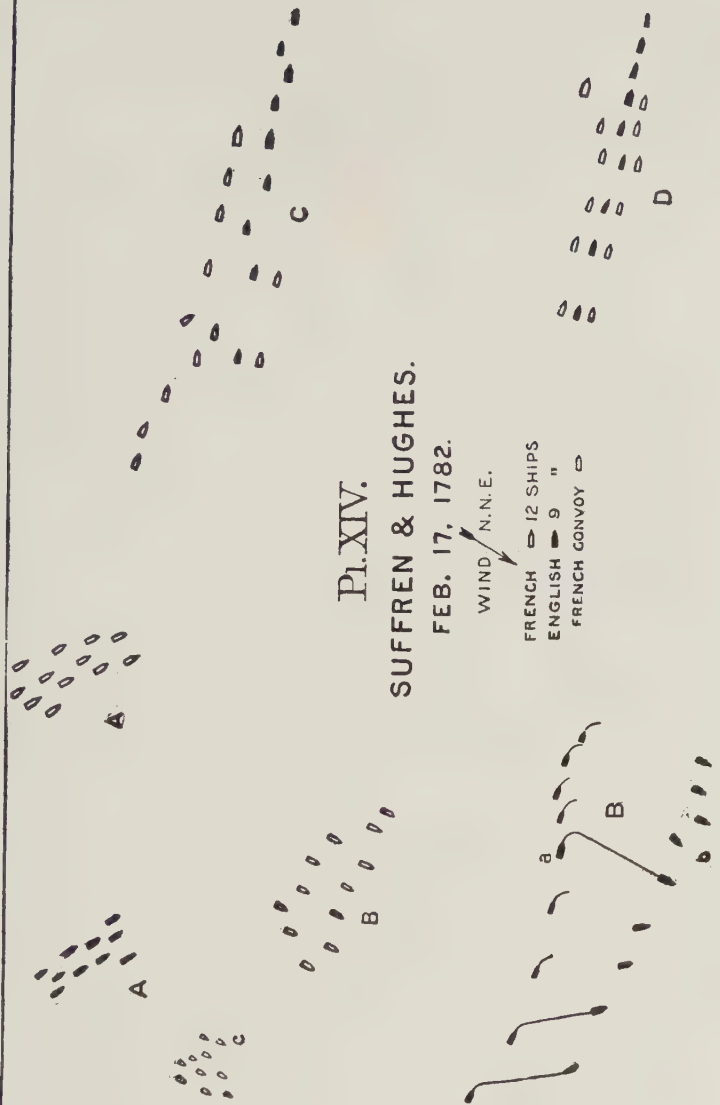 Pl. XIV.
SUFFREN & HUGHES.
FEB. 17, 1782.
WIND N.N.E.
FRENCH 12 SHIPS
ENGLISH 9 "
FRENCH CONVOY
A
A
B
c
C
D
a
B
b